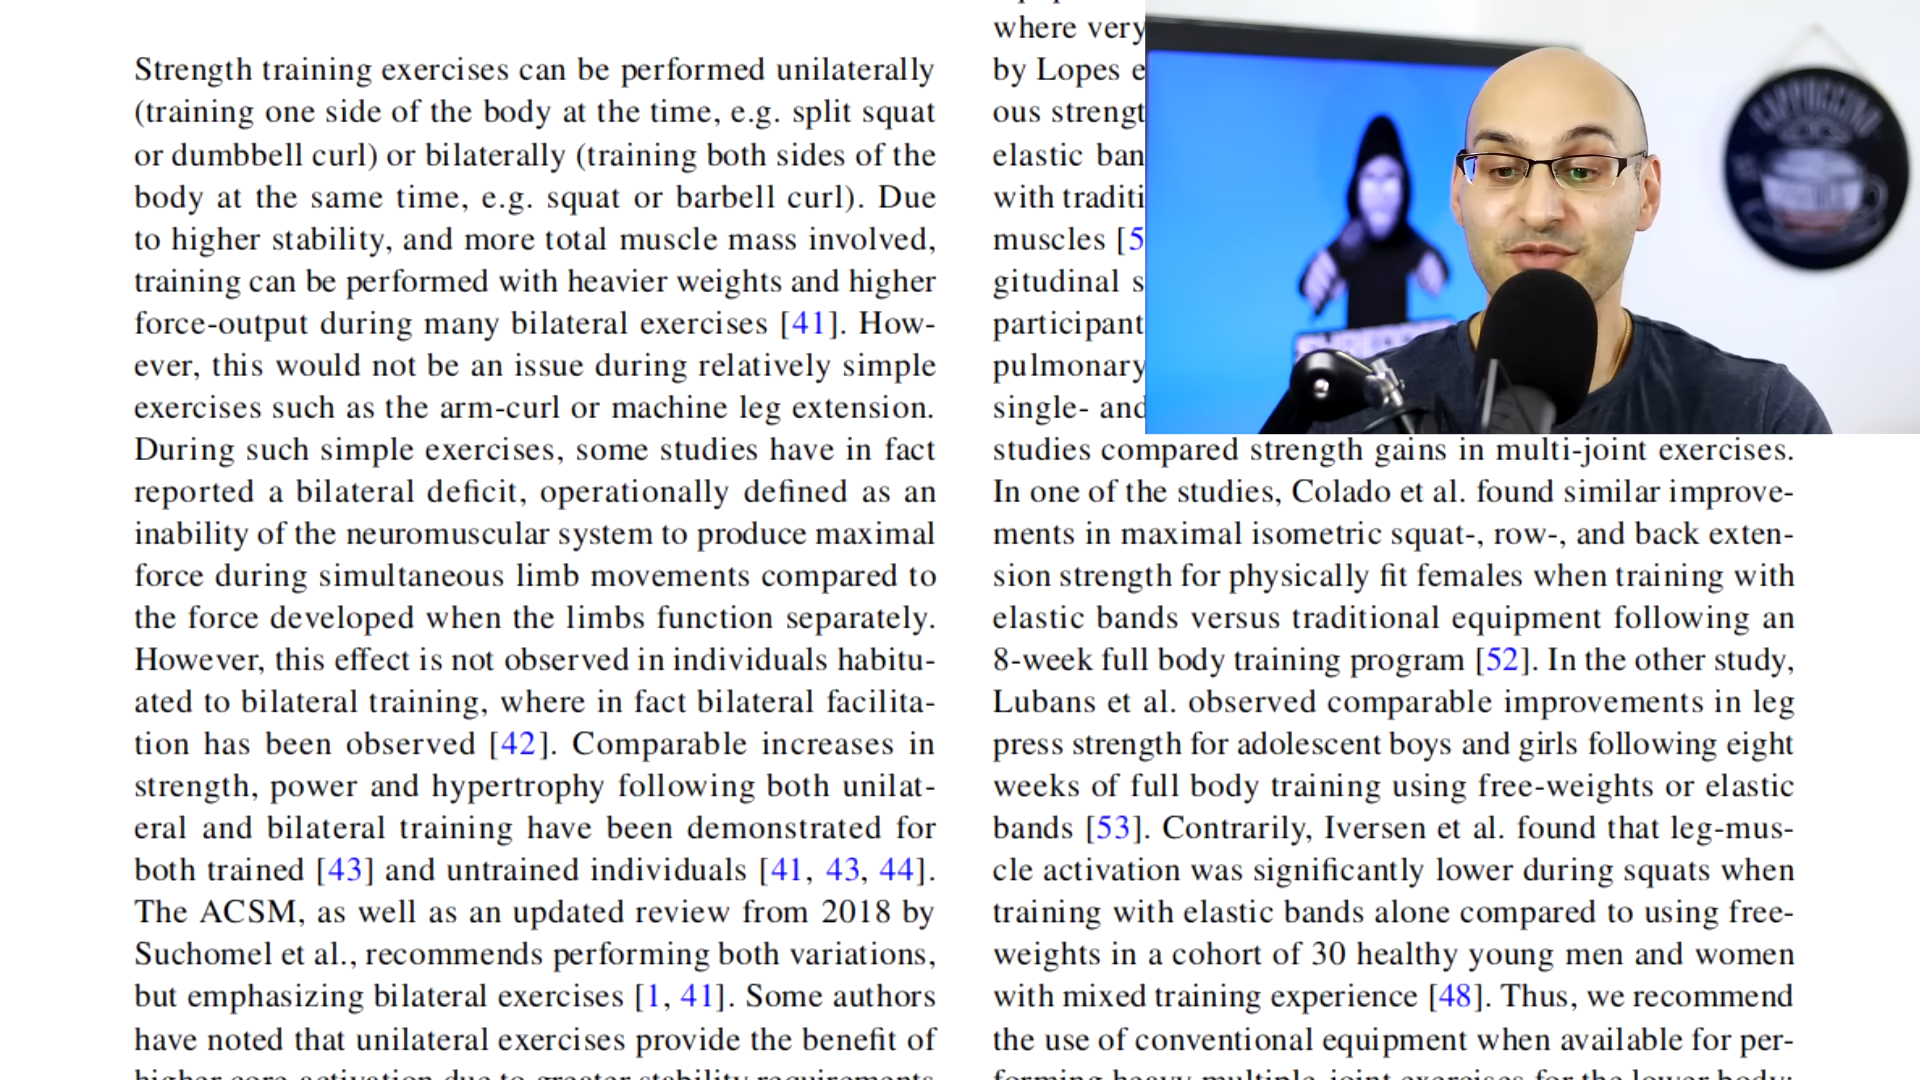 Strength training exercises can be performed unilaterally
(training one side of the body at the time, e.g. split squat
or dumbbell curl) or bilaterally (training both sides of the
body at the same time, e.g. squat or barbell curl). Due
to higher stability, and more total muscle mass involved,
training can be performed with heavier weights and higher
force-output during many bilateral exercises [41]. How-
ever, this would not be an issue during relatively simple
exercises such as the arm-curl or machine leg extension.
During such simple exercises, some studies have in fact
reported a bilateral deficit, operationally defined as an
inability of the neuromuscular system to produce maximal
force during simultaneous limb movements compared to
the force developed when the limbs function separately.
However, this effect is not observed in individuals habitu-
ated to bilateral training, where in fact bilateral facilita-
tion has been observed [42]. Comparable increases in
strength, power and hypertrophy following both unilat-
eral and bilateral training have been demonstrated for
both trained [43] and untrained individuals [41, 43, 44].
The ACSM, as well as an updated review from 2018 by
Suchomel et al., recommends performing both variations,
but emphasizing bilateral exercises [1, 41]. Some authors
have noted that unilateral exercises provide the benefit of
higher core activation due to greater stability requirements
where very
by Lopes e
ous strengt
elastic ban
with traditi
muscles [5
gitudinal s
participant
pulmonary
single- and
studies compared strength gains in multi-joint exercises.
In one of the studies, Colado et al. found similar improve-
ments in maximal isometric squat-, row-, and back exten-
sion strength for physically fit females when training with
elastic bands versus traditional equipment following an
8-week full body training program [52]. In the other study,
Lubans et al. observed comparable improvements in leg
press strength for adolescent boys and girls following eight
weeks of full body training using free-weights or elastic
bands [53]. Contrarily, Iversen et al. found that leg-mus-
cle activation was significantly lower during squats when
training with elastic bands alone compared to using free-
weights in a cohort of 30 healthy young men and women
with mixed training experience [48]. Thus, we recommend
the use of conventional equipment when available for per-
forming heavy multiple-joint exercises for the lower body;